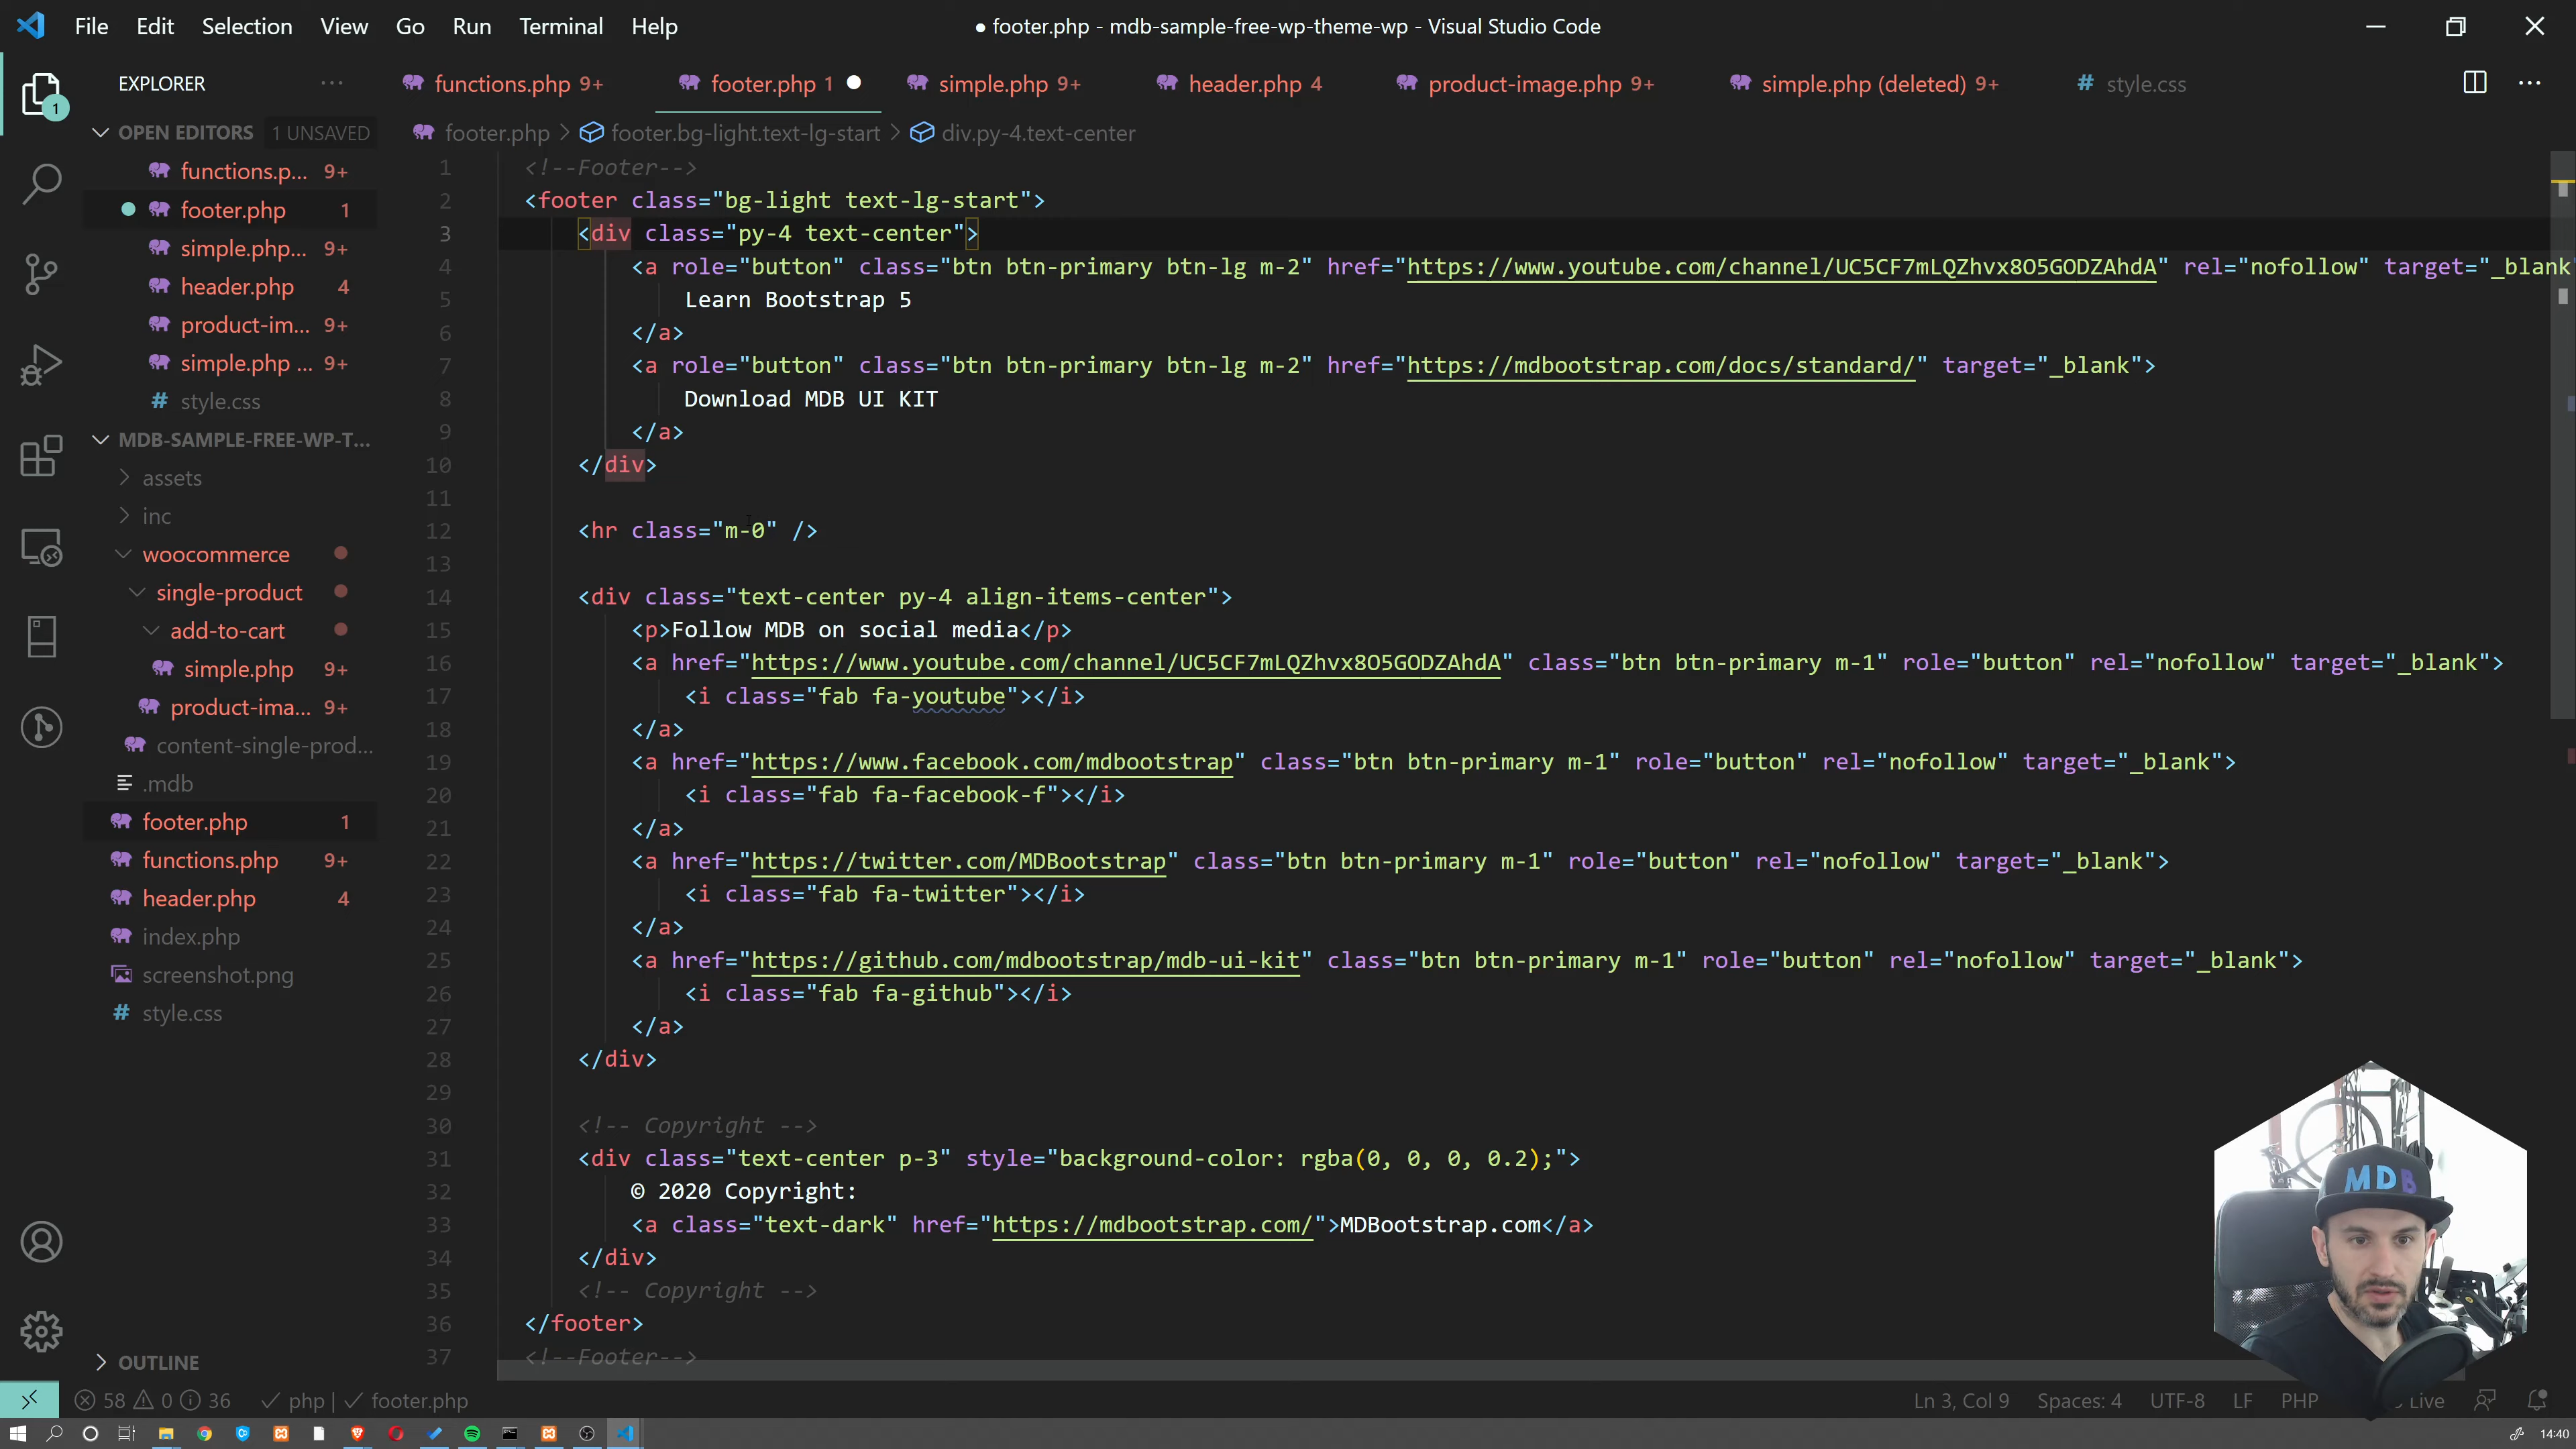 File Edit Selection View Go Run Terminal Help
● footer.php - mdb-sample-free-wp-theme-wp - Visual Studio Code
EXPLORER
functions.php 9+
footer.php 1
simple.php 9+
header.php 4
product-image.php 9+
simple.php (deleted) 9+
# style.css
OPEN EDITORS 1 UNSAVED
functions.p... 9+
footer.php 1
simple.php... 9+
header.php 4
product-im... 9+
simple.php ... 9+
# style.css
MDB-SAMPLE-FREE-WP-T...
assets
inc
woocommerce
single-product
add-to-cart
simple.php 9+
product-ima... 9+
content-single-prod...
.mdb
footer.php 1
functions.php 9+
header.php 4
index.php
screenshot.png
# style.css
OUTLINE
1
footer.php > footer.bg-light.text-lg-start > div.py-4.text-center
1 <!--Footer-->
2 <footer class="bg-light text-lg-start">
3 <div class="py-4 text-center">
4 <a role="button" class="btn btn-primary btn-lg m-2" href="https://www.youtube.com/channel/UC5CF7mLQZhvx8O5GODZAhdA" rel="nofollow" target="_blank"
5 Learn Bootstrap 5
6 </a>
7 <a role="button" class="btn btn-primary btn-lg m-2" href="https://mdbootstrap.com/docs/standard/" target="_blank">
8 Download MDB UI KIT
9 </a>
10 </div>
11
12 <hr class="m-0" />
13
14 <div class="text-center py-4 align-items-center">
15 <p>Follow MDB on social media</p>
16 <a href="https://www.youtube.com/channel/UC5CF7mLQZhvx8O5GODZAhdA" class="btn btn-primary m-1" role="button" rel="nofollow" target="_blank">
17 <i class="fab fa-youtube"></i>
18 </a>
19 <a href="https://www.facebook.com/mdbootstrap" class="btn btn-primary m-1" role="button" rel="nofollow" target="_blank">
20 <i class="fab fa-facebook-f"></i>
21 </a>
22 <a href="https://twitter.com/MDBootstrap" class="btn btn-primary m-1" role="button" rel="nofollow" target="_blank">
23 <i class="fab fa-twitter"></i>
24 </a>
25 <a href="https://github.com/mdbootstrap/mdb-ui-kit" class="btn btn-primary m-1" role="button" rel="nofollow" target="_blank">
26 <i class="fab fa-github"></i>
27 </a>
28 </div>
29
30 <!-- Copyright -->
31 <div class="text-center p-3" style="background-color: rgba(0, 0, 0, 0.2);">
32 © 2020 Copyright:
33 <a class="text-dark" href="https://mdbootstrap.com/">MDBootstrap.com</a>
34 </div>
35 <!-- Copyright -->
36 </footer>
37 <!--Footer-->
MDB
58 0 36 php | footer.php
Ln 3, Col 9 Spaces: 4 UTF-8 LF PHP Live
14:40